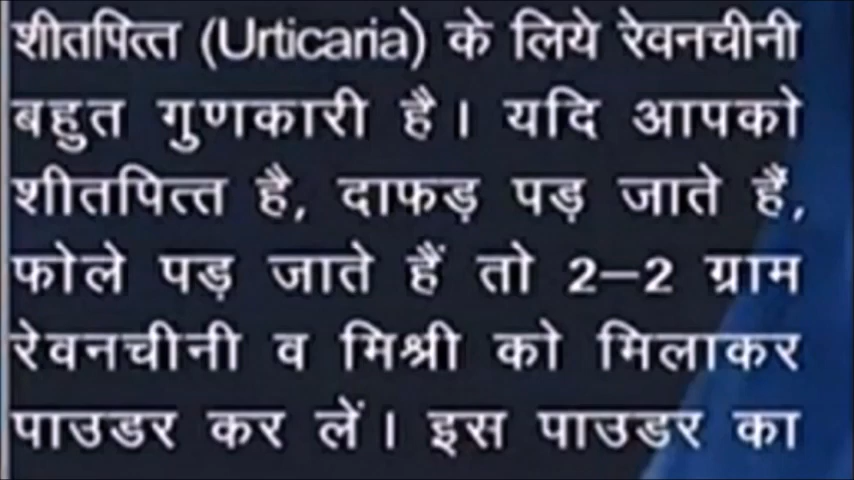 शीतपित्त (Urticaria) के लिये रेवनचीनी
बहुत गुणकारी है। यदि आपको
शीतपित्त है, दाफड़ पड़ जाते हैं,
फोले पड़ जाते हैं तो 2–2 ग्राम
रेवनचीनी व मिश्री को मिलाकर
पाउडर कर लें। इस पाउडर का